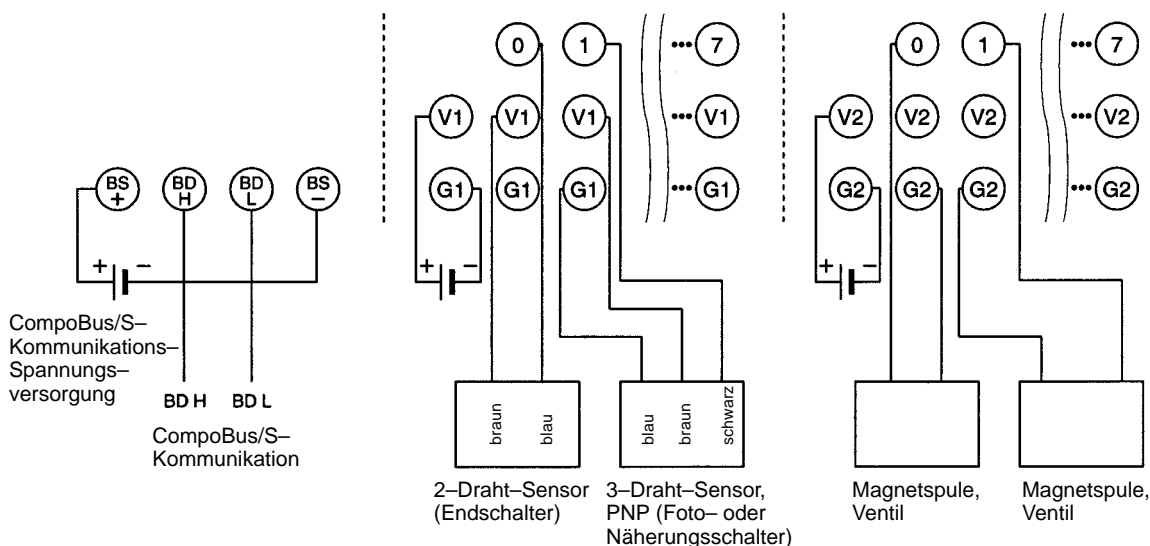 BS +
BD H
BD L
BS −
+ −
CompoBus/S–
Kommunikations–
Spannungs–
versorgung
BD H BD L
CompoBus/S–
Kommunikation
0 1 ••• 7
V1 V1 V1 ••• V1
G1 G1 G1 ••• G1
+ −
braun
blau
blau
braun
schwarz
2–Draht–Sensor
(Endschalter)
3–Draht–Sensor,
PNP (Foto– oder
Näherungsschalter)
0 1 ••• 7
V2 V2 V2 ••• V2
G2 G2 G2 ••• G2
+ −
Magnetspule,
Ventil
Magnetspule,
Ventil